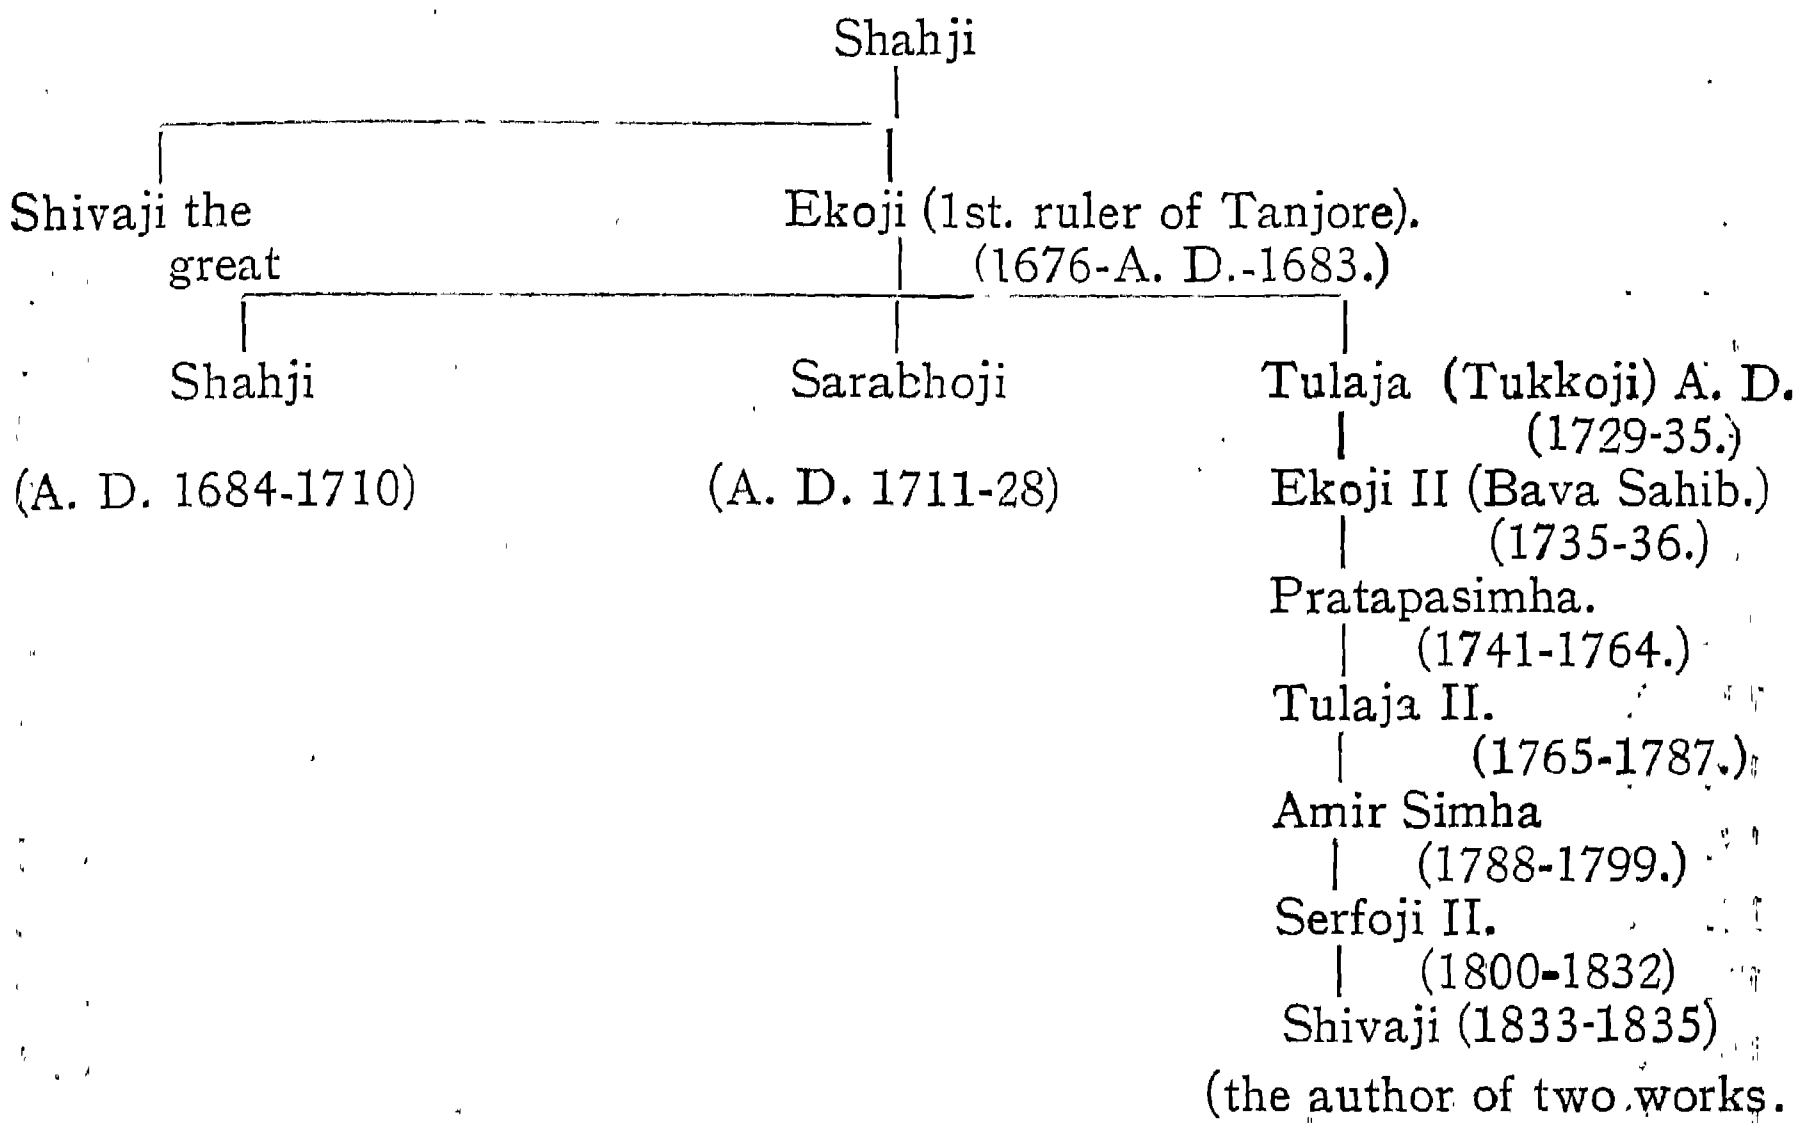 Shahji
Shivaji the
great
Ekoji (1st. ruler of Tanjore).
(1676-A. D.-1683.)
Shahji
(A. D. 1684-1710)
Sarabhoji
(A. D. 1711-28)
Tulaja (Tukkoji) A. D.
(1729-35.)
Ekoji II (Bava Sahib.)
(1735-36.)
Pratapasimha.
(1741-1764.)
Tulaja II.
(1765-1787.)
Amir Simha
(1788-1799.)
Serfoji II.
(1800-1832)
Shivaji (1833-1835)
(the author of two works.